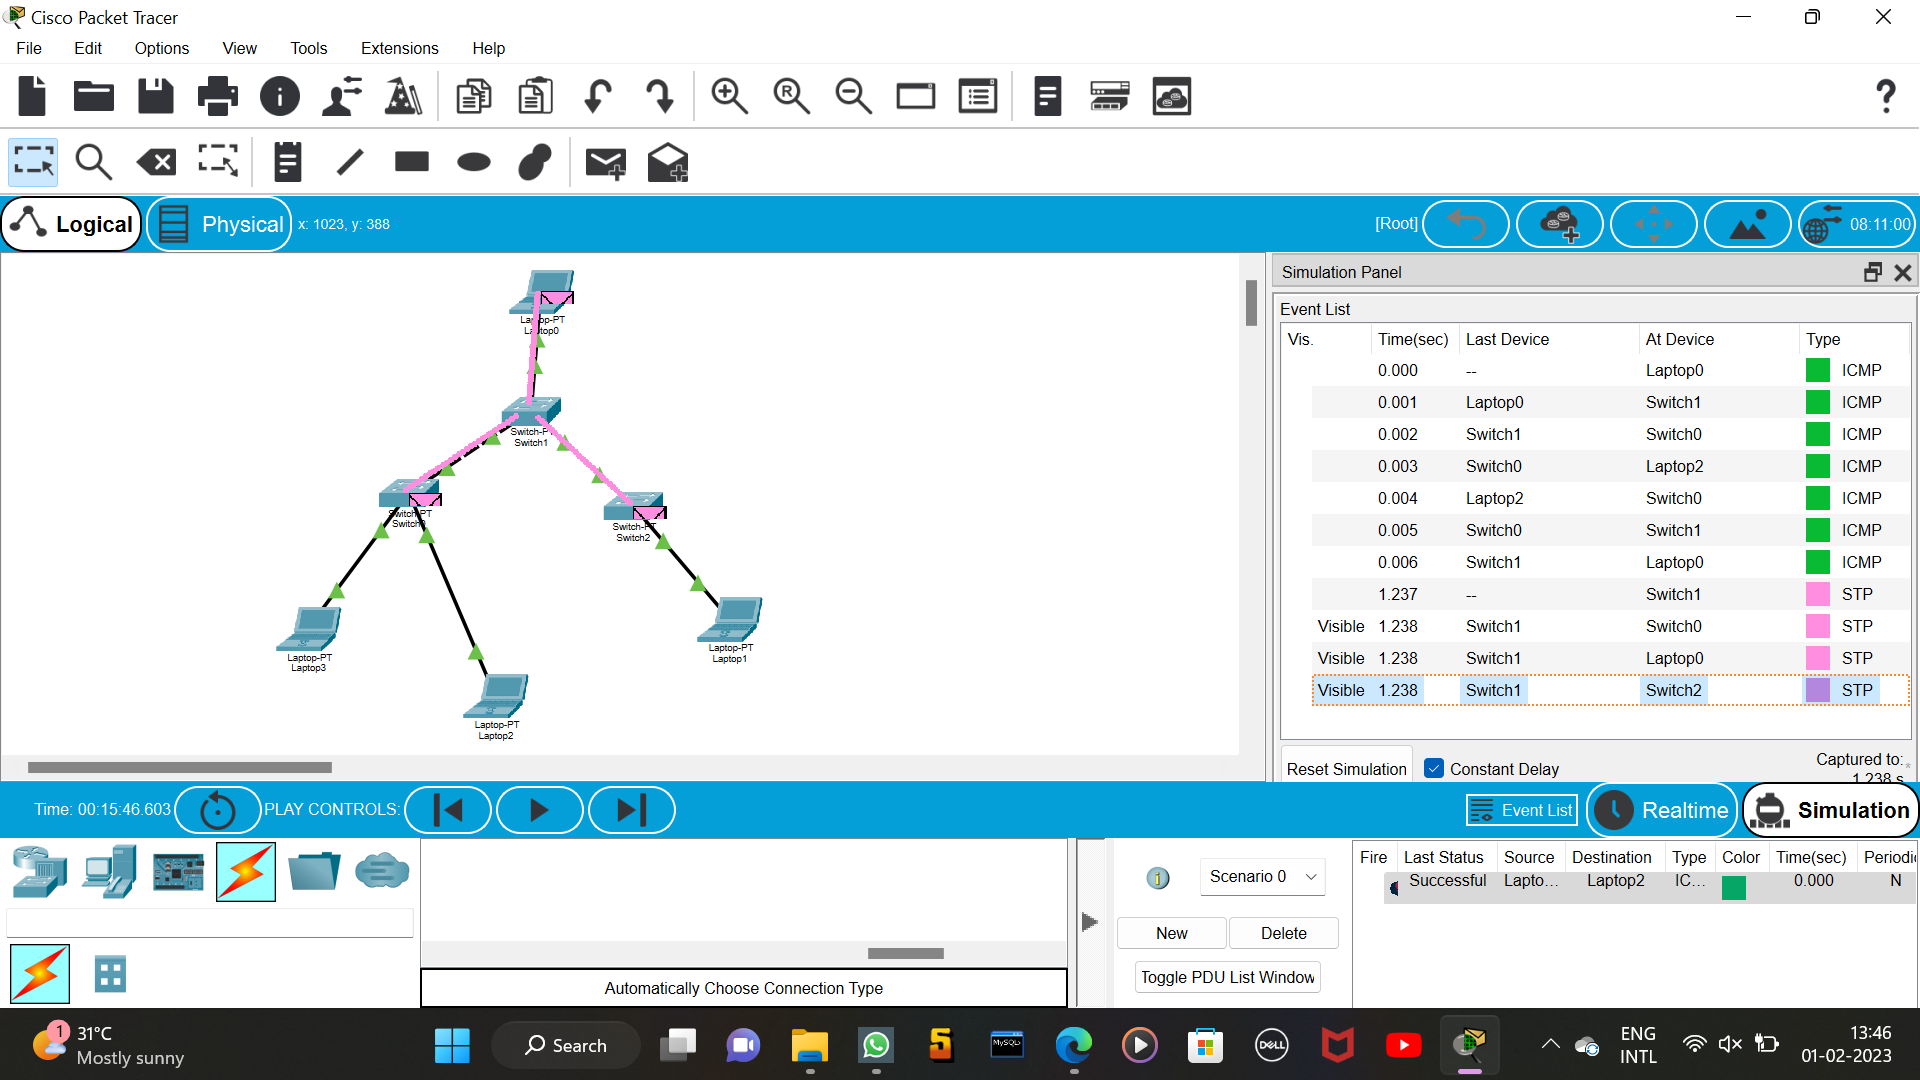 Cisco Packet Tracer
File Edit Options View Tools Extensions Help
Logical Physical x: 1023, y: 388 [Root] 08:11:00
Laptop-PT
Laptop0
Switch-PT
Switch1
Switch-PT
Switch0
Switch-PT
Switch2
Laptop-PT
Laptop3
Laptop-PT
Laptop1
Laptop-PT
Laptop2
Simulation Panel
Event List
Vis. Time(sec) Last Device At Device Type
0.000 -- Laptop0 ICMP
0.001 Laptop0 Switch1 ICMP
0.002 Switch1 Switch0 ICMP
0.003 Switch0 Laptop2 ICMP
0.004 Laptop2 Switch0 ICMP
0.005 Switch0 Switch1 ICMP
0.006 Switch1 Laptop0 ICMP
1.237 -- Switch1 STP
Visible 1.238 Switch1 Switch0 STP
Visible 1.238 Switch1 Laptop0 STP
Visible 1.238 Switch1 Switch2 STP
Reset Simulation Constant Delay Captured to:*
1.238 s
Time: 00:15:46.603 PLAY CONTROLS: Event List Realtime Simulation
Scenario 0
New Delete
Toggle PDU List Window
Fire Last Status Source Destination Type Color Time(sec) Periodic
Successful Lapto... Laptop2 IC... 0.000 N
Automatically Choose Connection Type
1 31°C
Mostly sunny
Search
MySQL
DELL
ENG
INTL
13:46
01-02-2023